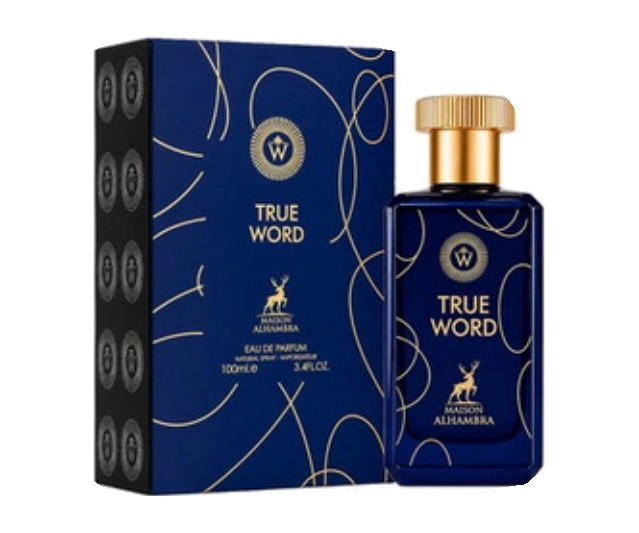 W
TRUE
WORD
MAISON
ALHAMBRA
EAU DE PARFUM
NATURAL SPRAY - VAPORISATEUR
100ml.e 3.4FL.OZ.
W
TRUE
WORD
MAISON
ALHAMBRA